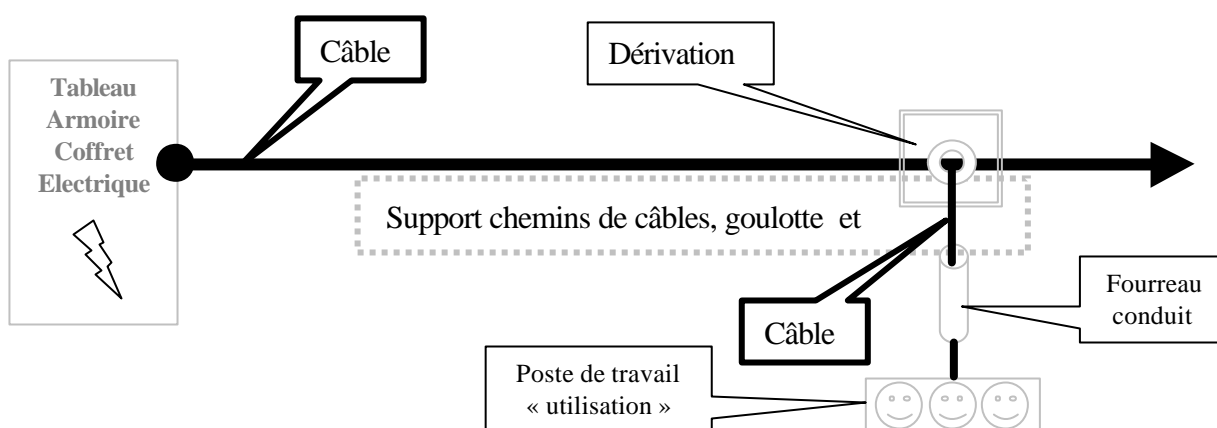 Câble
Dérivation
Tableau
Armoire
Coffret
Electrique
Support chemins de câbles, goulotte et
Fourreau
conduit
Câble
Poste de travail
« utilisation »